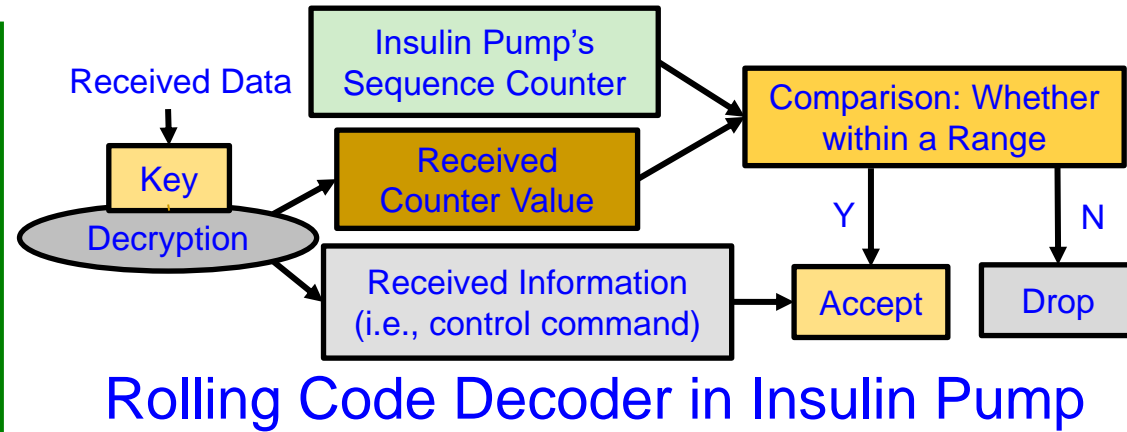 Received Data
Key
Decryption
Insulin Pump’s
Sequence Counter
Received
Counter Value
Received Information
(i.e., control command)
Comparison: Whether
within a Range
Y
N
Accept
Drop
Rolling Code Decoder in Insulin Pump